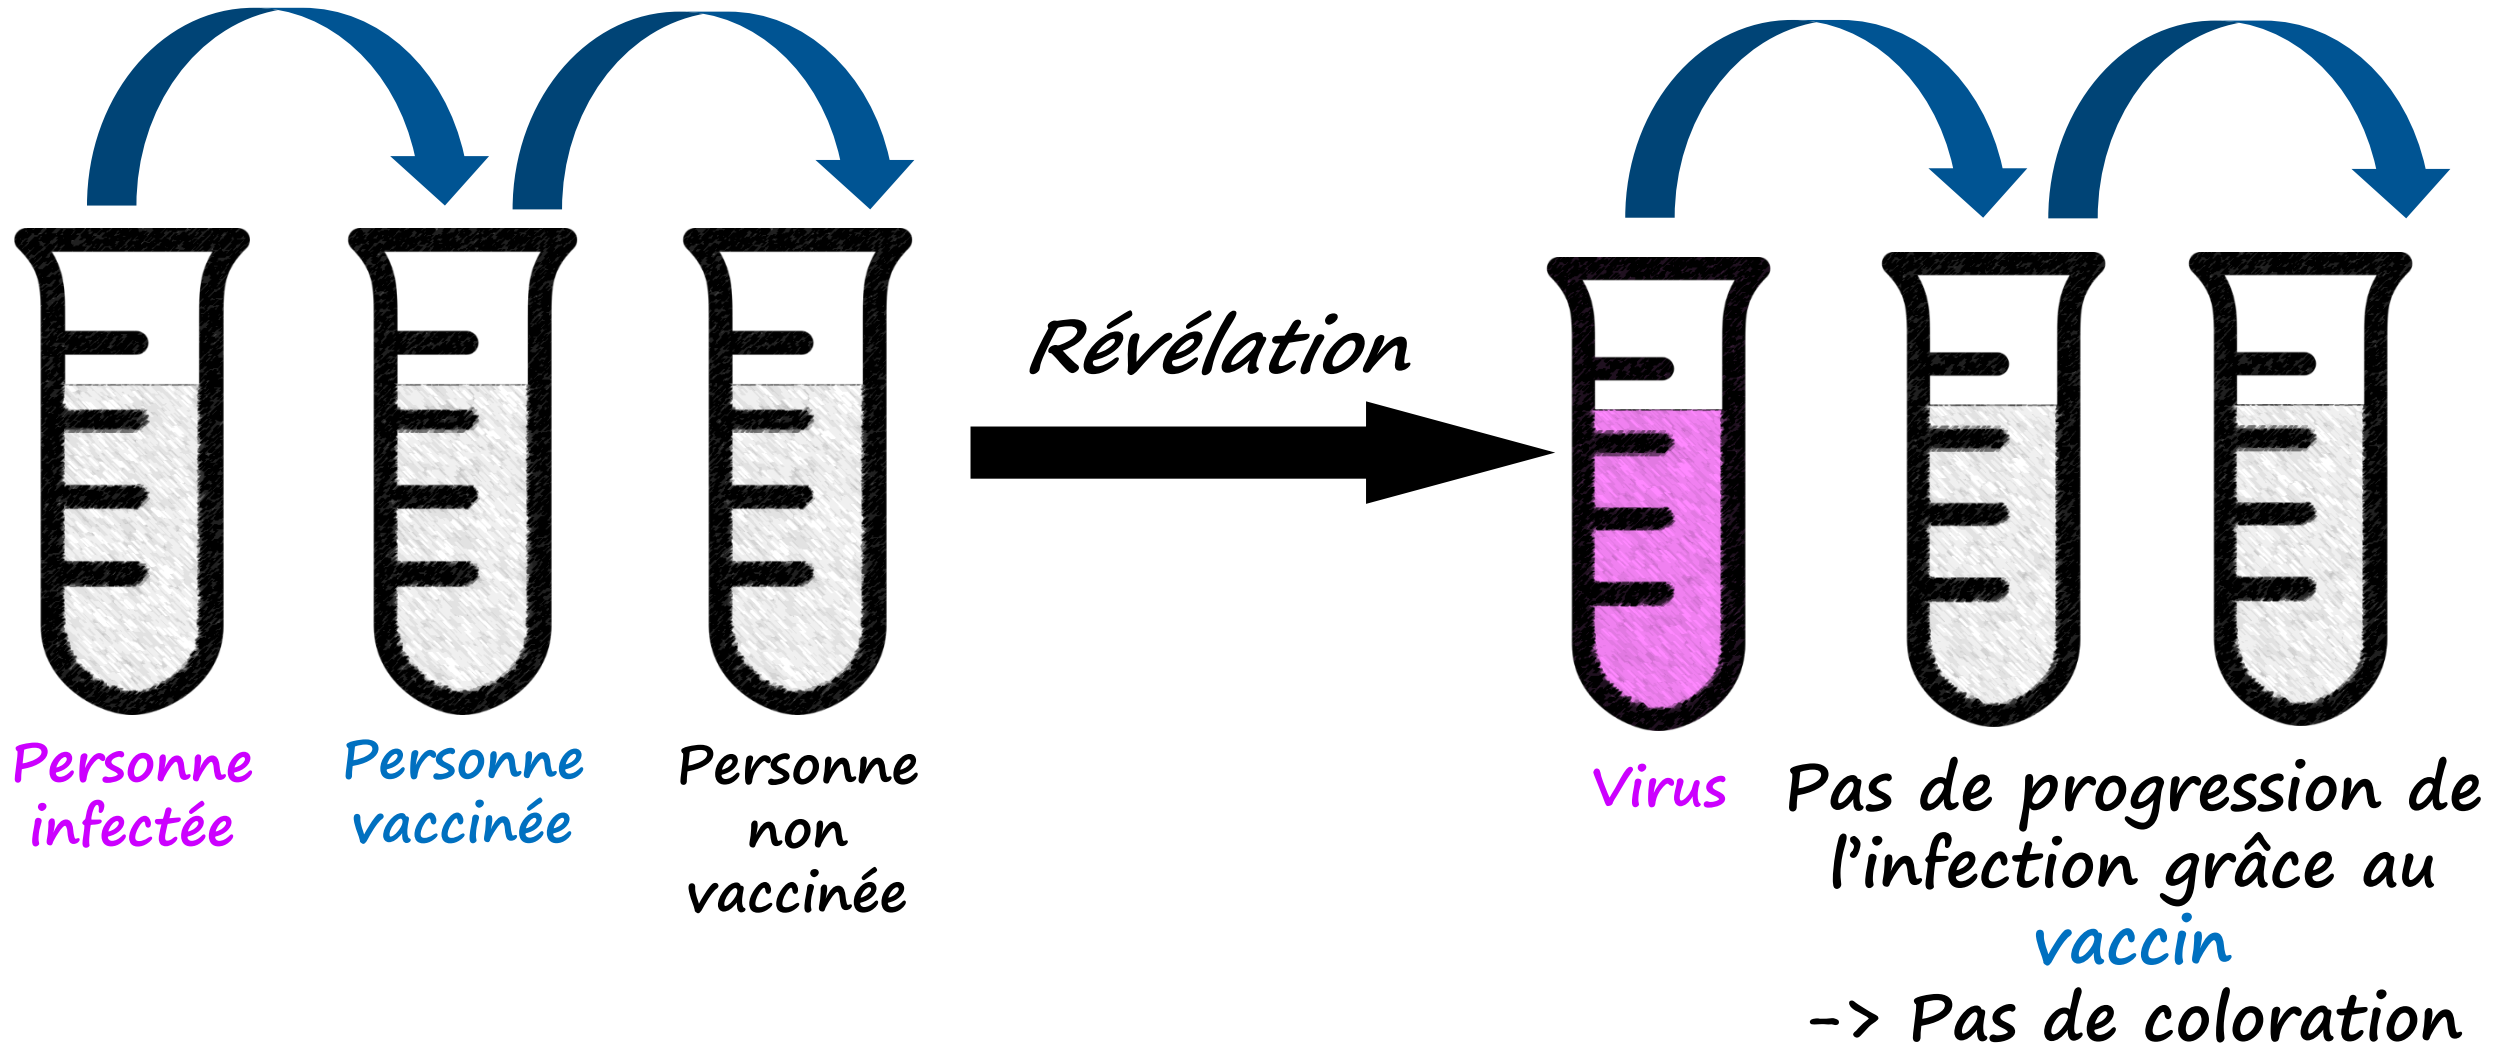 Révélation
Personne
infectée
Personne
vaccinée
Personne
non
vaccinée
Virus
Pas de progression de
l'infection grâce au
vaccin
-> Pas de coloration